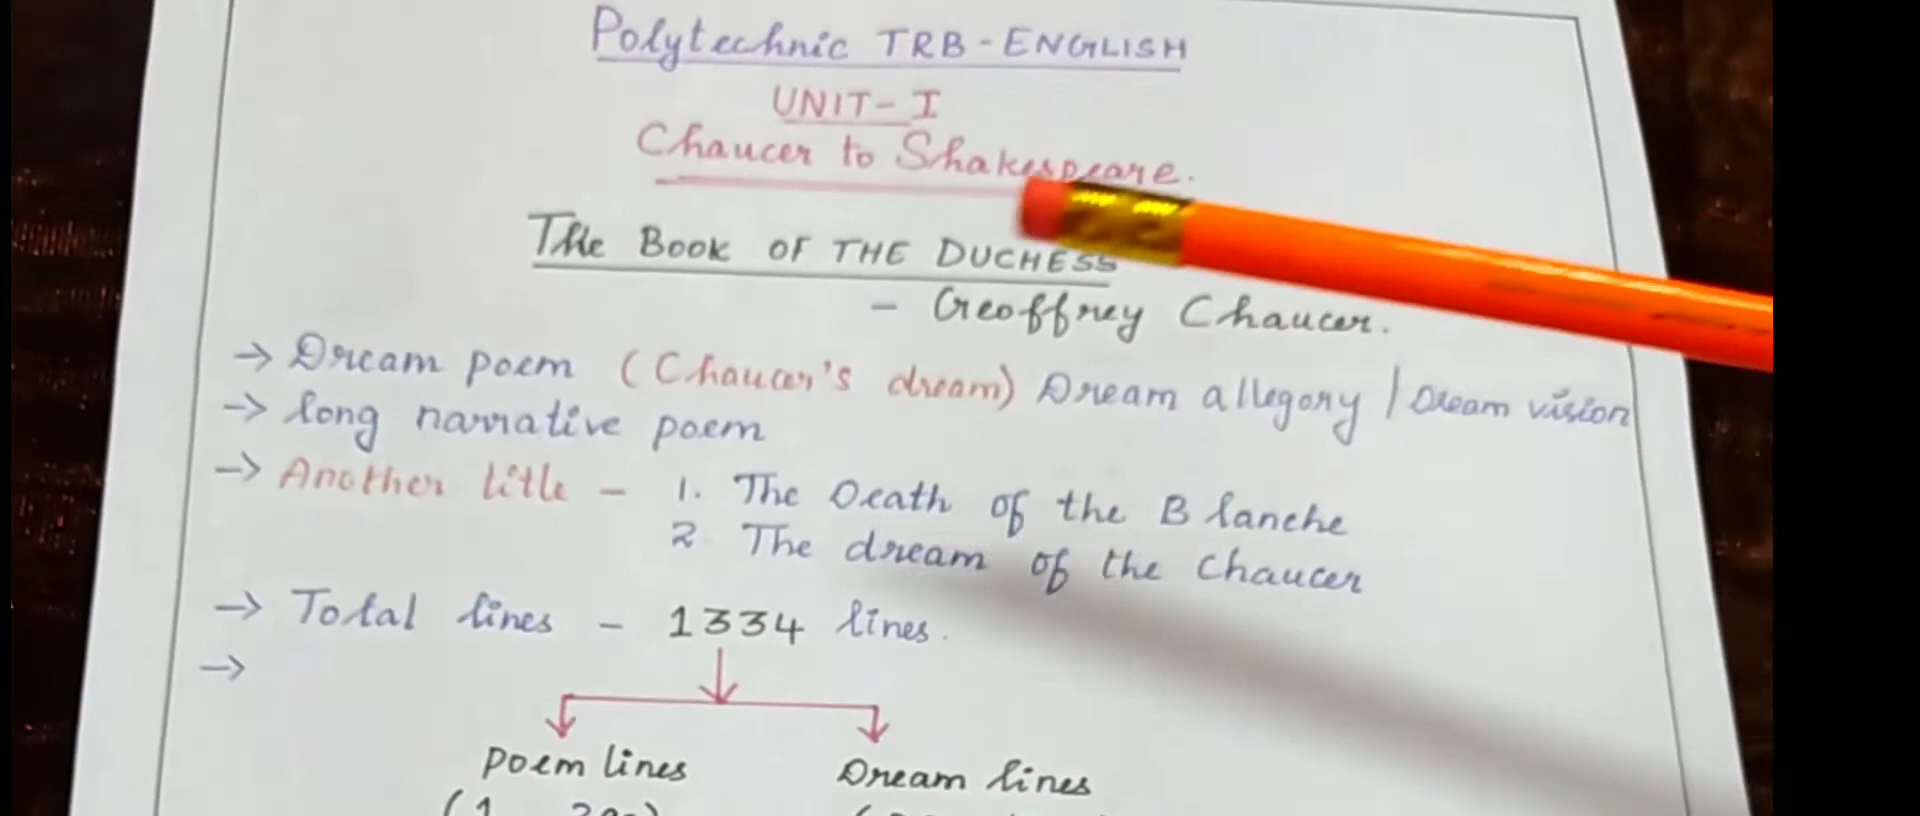 Polytechnic TRB - ENGLISH
UNIT - I
Chaucer to Shakespeare.
The BOOK OF THE DUCHESS
- Geoffrey Chaucer.
→ Dream poem (Chaucer's dream) Dream allegory / Dream vision
→ long narrative poem
→ Another title - 1. The Death of the Blanche
2. The dream of the Chaucer
→ Total lines - 1334 lines.
→
Poem lines Dream lines